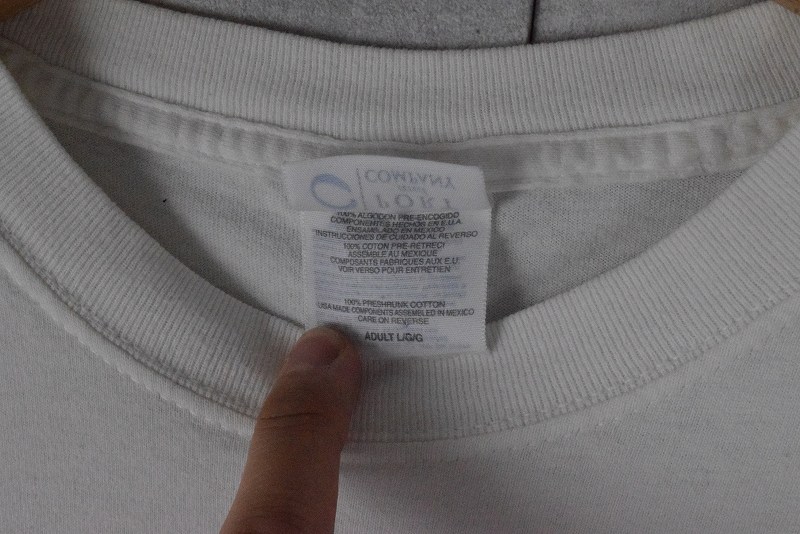 COMPANY
PORT
100% ALGODON PRE-ENCOGIDO
COMPONENTES HECHOS EN E.U.A.
ENSAMBLADO EN MEXICO
INSTRUCCIONES DE CUIDADO AL REVERSO
100% COTON PRE-RETRECI
ASSEMBLE AU MEXIQUE
COMPOSANTS FABRIQUES AUX E.U.
VOIR VERSO POUR ENTRETIEN
100% PRESHRUNK COTTON
USA MADE COMPONENTS ASSEMBLED IN MEXICO
CARE ON REVERSE
ADULT L/G/G